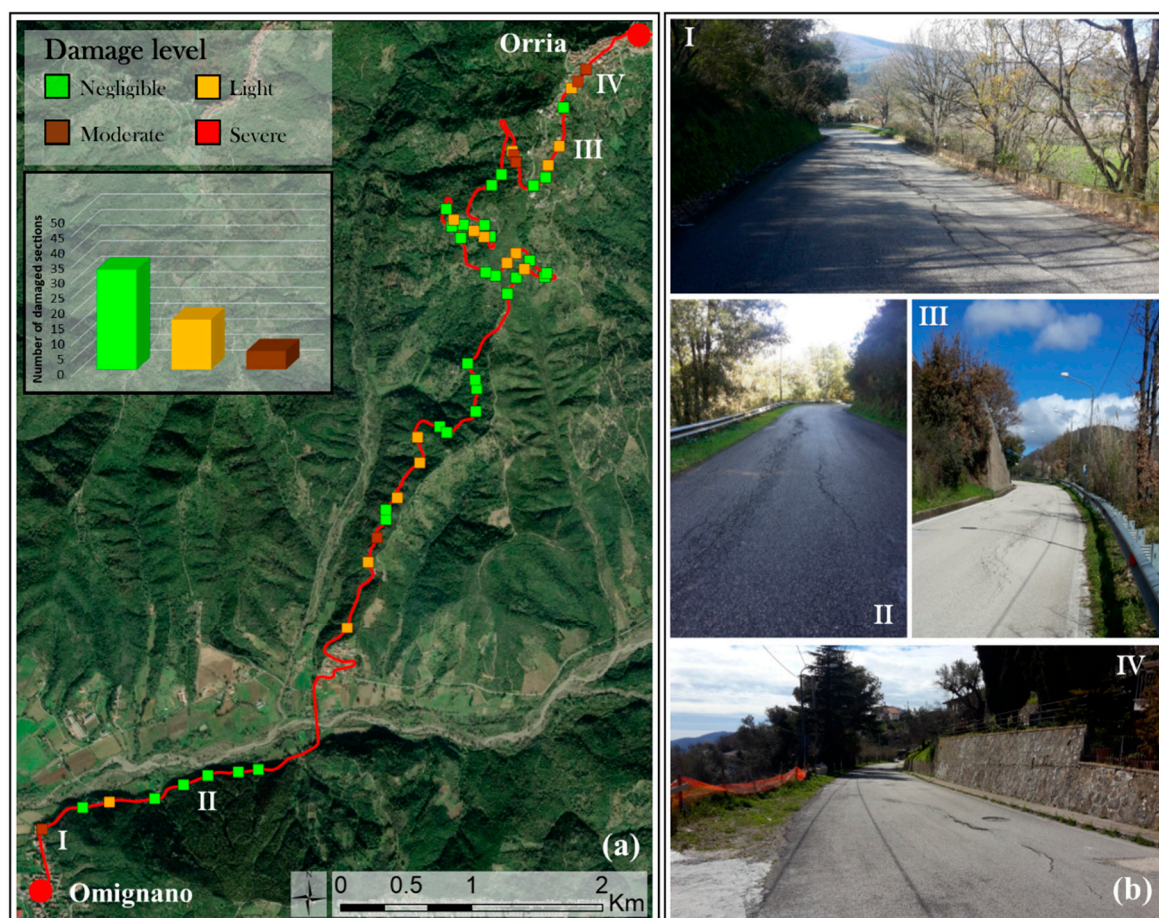 Damage level
Negligible
Light
Moderate
Severe
Number of damaged sections
50
45
40
35
30
25
20
15
10
5
0
Orria
IV
III
II
I
Omignano
(a)
N
0 0.5 1 2
Km
I
II
III
IV
(b)